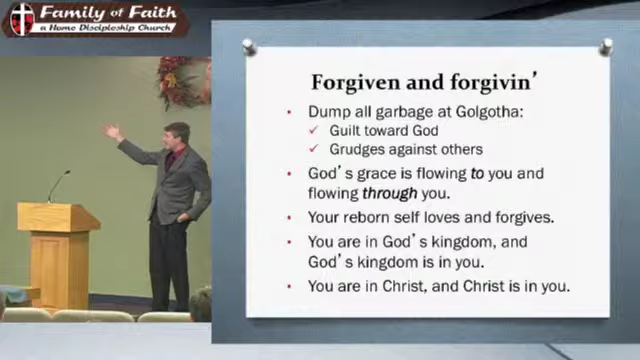 Family of Faith
a Home Discipleship Church
Forgiven and forgivin’
• Dump all garbage at Golgotha:
✓ Guilt toward God
✓ Grudges against others
• God’s grace is flowing to you and
flowing through you.
• Your reborn self loves and forgives.
• You are in God’s kingdom, and
God’s kingdom is in you.
• You are in Christ, and Christ is in you.